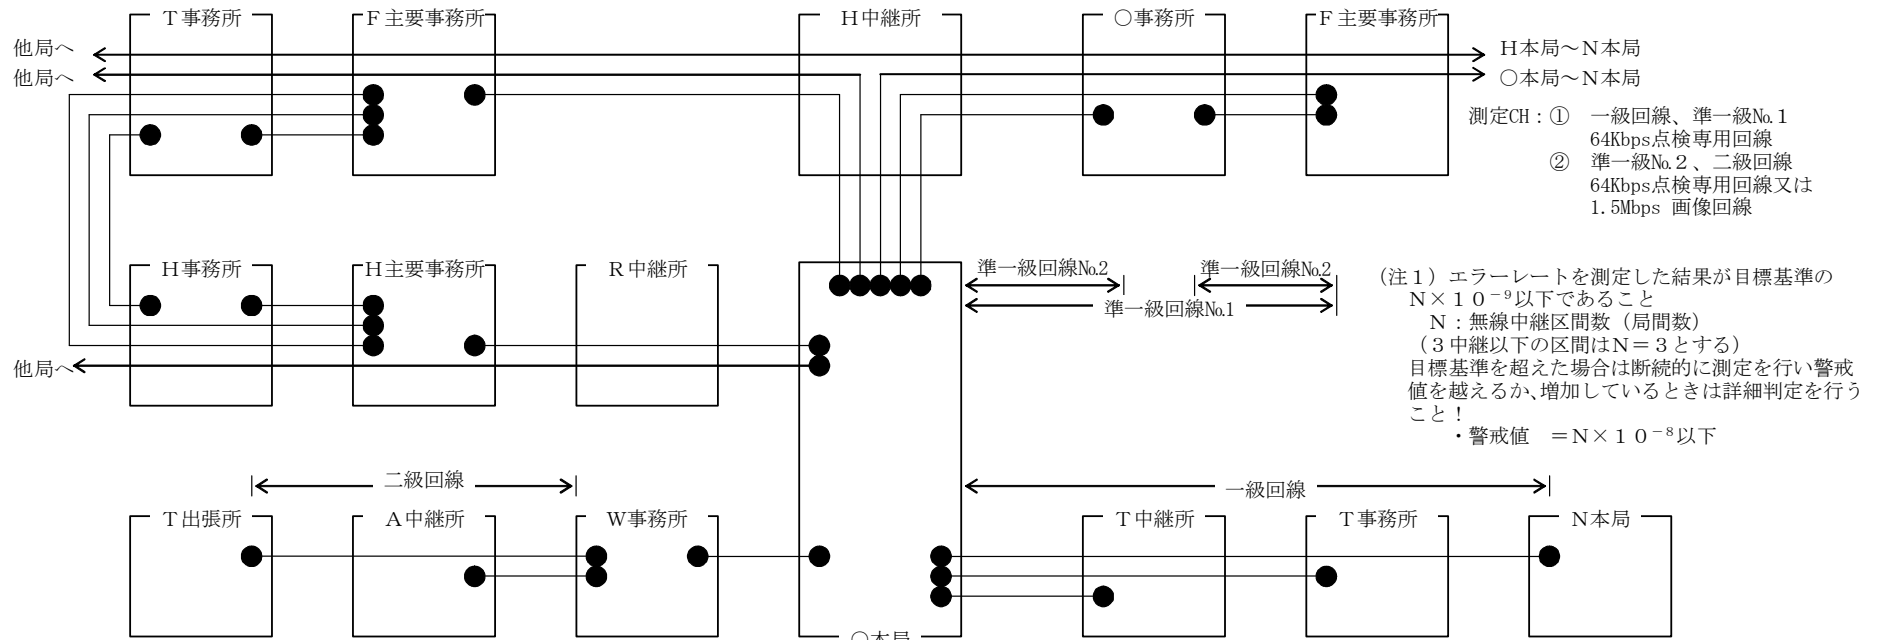 T事務所
F主要事務所
H中継所
○事務所
F主要事務所
他局へ
H本局～N本局
他局へ
○本局～N本局
測定CH：① 一級回線、準一級№1
64Kbps点検専用回線
② 準一級№2、二級回線
64Kbps点検専用回線又は
1.5Mbps 画像回線
H事務所
H主要事務所
R中継所
準一級回線№2
準一級回線№2
準一級回線№1
（注１）エラーレートを測定した結果が目標基準の
N×１０⁻⁹以下であること
N：無線中継区間数（局間数）
（３中継以下の区間はN＝３とする）
目標基準を超えた場合は断続的に測定を行い警戒
値を越えるか、増加しているときは詳細判定を行う
こと！
・警戒値 ＝N×１０⁻⁸以下
他局へ
二級回線
一級回線
T出張所
A中継所
W事務所
T中継所
T事務所
N本局
○本局